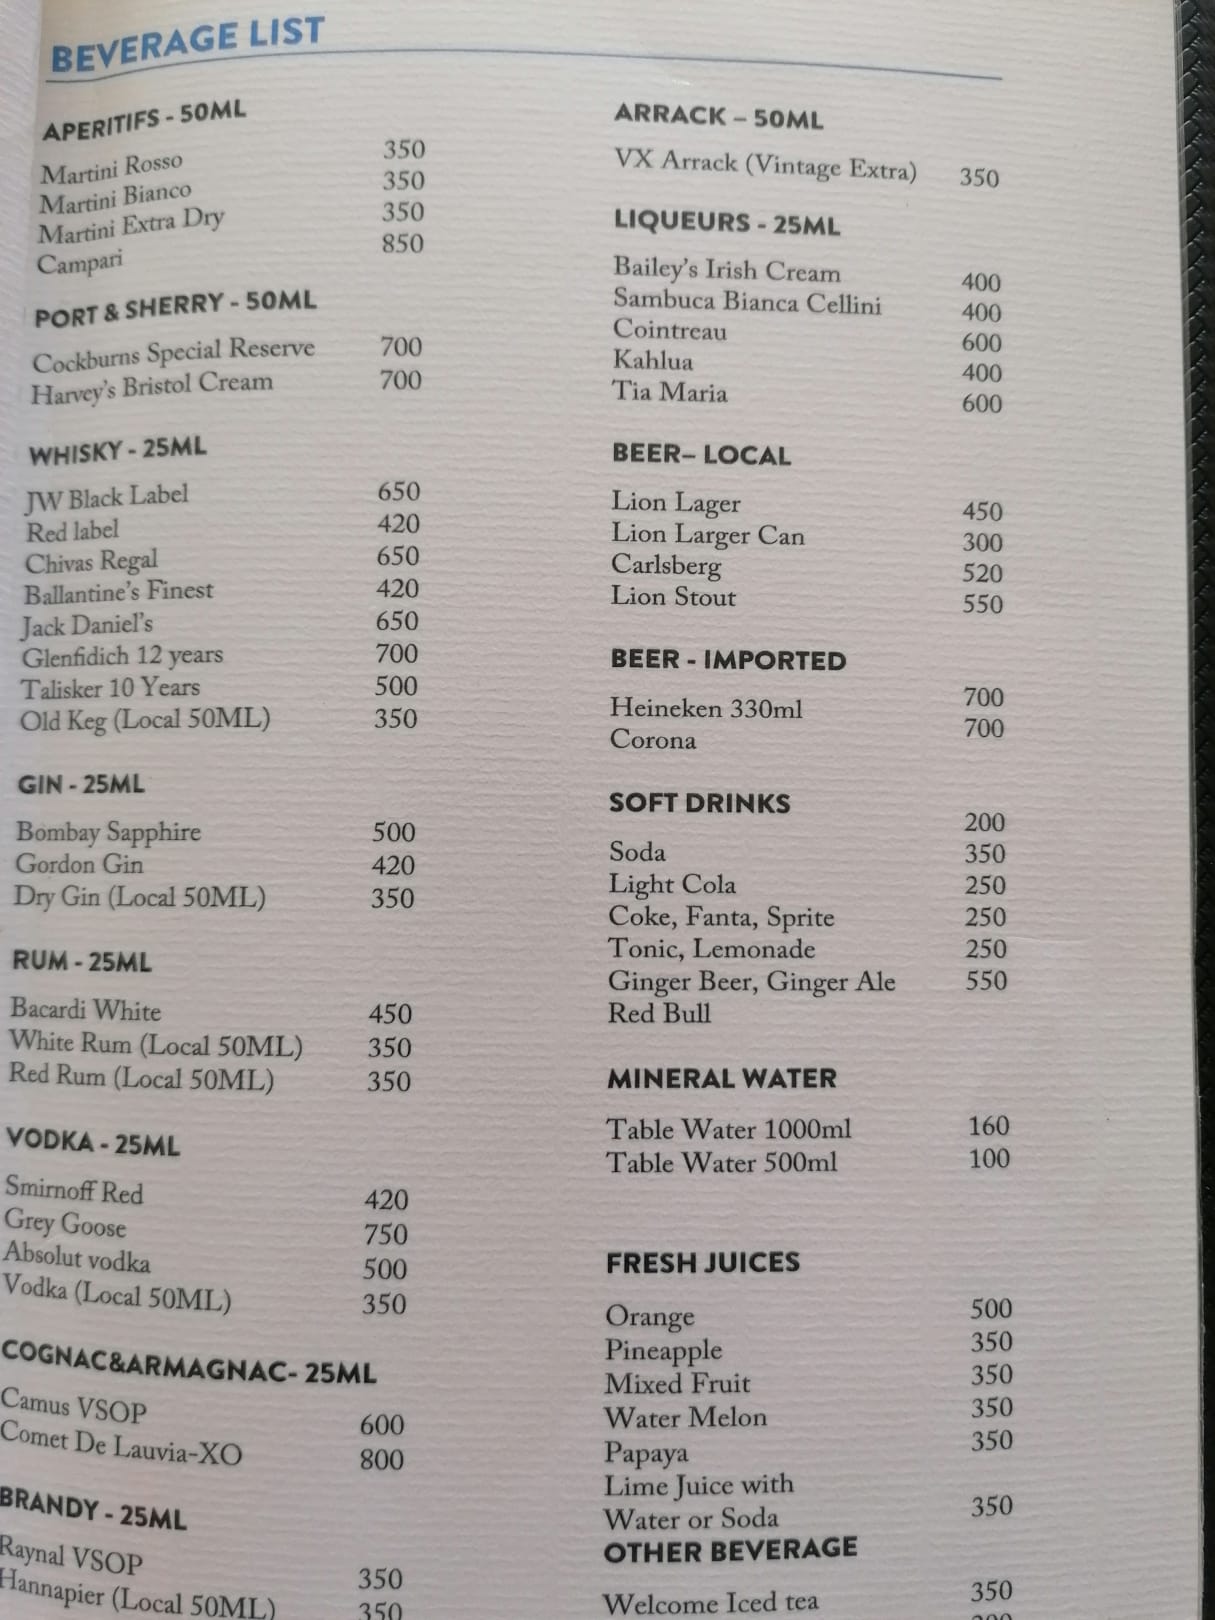 BEVERAGE LIST
APERITIFS - 50ML
Martini Rosso 350
Martini Bianco 350
Martini Extra Dry 350
Campari 850
PORT & SHERRY - 50ML
Cockburns Special Reserve 700
Harvey's Bristol Cream 700
WHISKY - 25ML
JW Black Label 650
Red label 420
Chivas Regal 650
Ballantine's Finest 420
Jack Daniel's 650
Glenfidich 12 years 700
Talisker 10 Years 500
Old Keg (Local 50ML) 350
GIN - 25ML
Bombay Sapphire 500
Gordon Gin 420
Dry Gin (Local 50ML) 350
RUM - 25ML
Bacardi White 450
White Rum (Local 50ML) 350
Red Rum (Local 50ML) 350
VODKA - 25ML
Smirnoff Red 420
Grey Goose 750
Absolut vodka 500
Vodka (Local 50ML) 350
COGNAC&ARMAGNAC- 25ML
Camus VSOP 600
Comet De Lauvia-XO 800
BRANDY - 25ML
Raynal VSOP 350
Hannapier (Local 50ML) 350
ARRACK – 50ML
VX Arrack (Vintage Extra) 350
LIQUEURS - 25ML
Bailey's Irish Cream 400
Sambuca Bianca Cellini 400
Cointreau 600
Kahlua 400
Tia Maria 600
BEER– LOCAL
Lion Lager 450
Lion Larger Can 300
Carlsberg 520
Lion Stout 550
BEER - IMPORTED
Heineken 330ml 700
Corona 700
SOFT DRINKS
Soda 200
Light Cola 350
Coke, Fanta, Sprite 250
Tonic, Lemonade 250
Ginger Beer, Ginger Ale 250
Red Bull 550
MINERAL WATER
Table Water 1000ml 160
Table Water 500ml 100
FRESH JUICES
Orange 500
Pineapple 350
Mixed Fruit 350
Water Melon 350
Papaya 350
Lime Juice with
Water or Soda 350
OTHER BEVERAGE
Welcome Iced tea 350